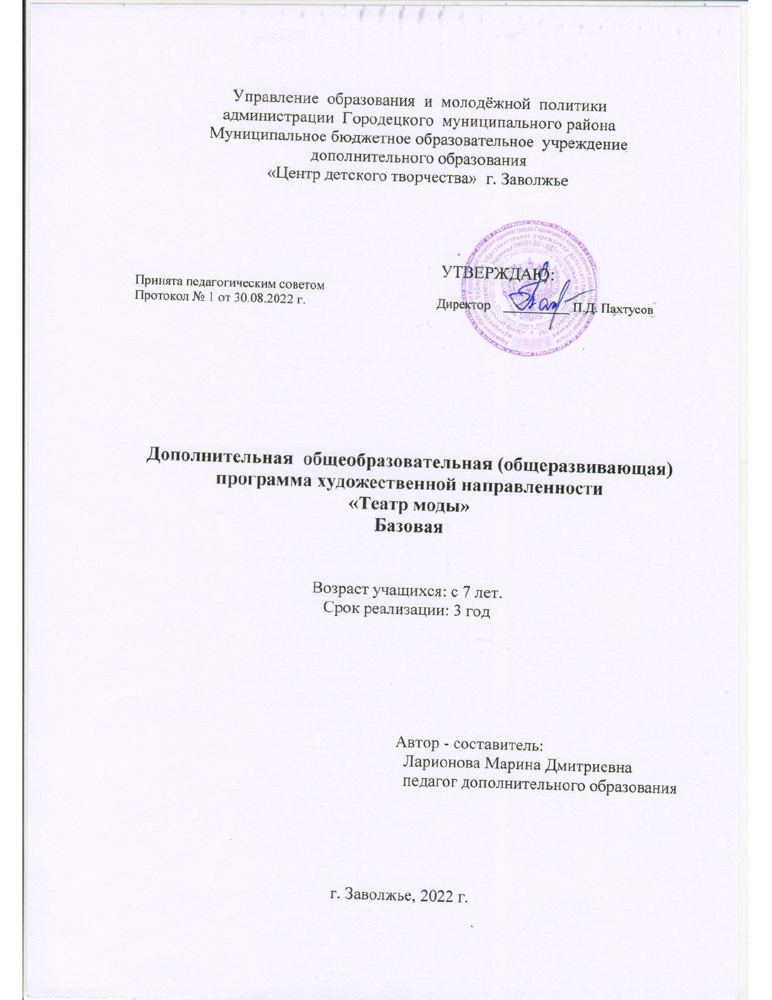 Управление образования и молодёжной политики
администрации Городецкого муниципального района
Муниципальное бюджетное образовательное учреждение
дополнительного образования
«Центр детского творчества» г. Заволжье
Принята педагогическим советом
Протокол № 1 от 30.08.2022 г.
УТВЕРЖДАЮ:
Директор __________ П.Д. Пахтусов
Дополнительная общеобразовательная (общеразвивающая)
программа художественной направленности
«Театр моды»
Базовая
Возраст учащихся: с 7 лет.
Срок реализации: 3 год
Автор - составитель:
Ларионова Марина Дмитриевна
педагог дополнительного образования
г. Заволжье, 2022 г.